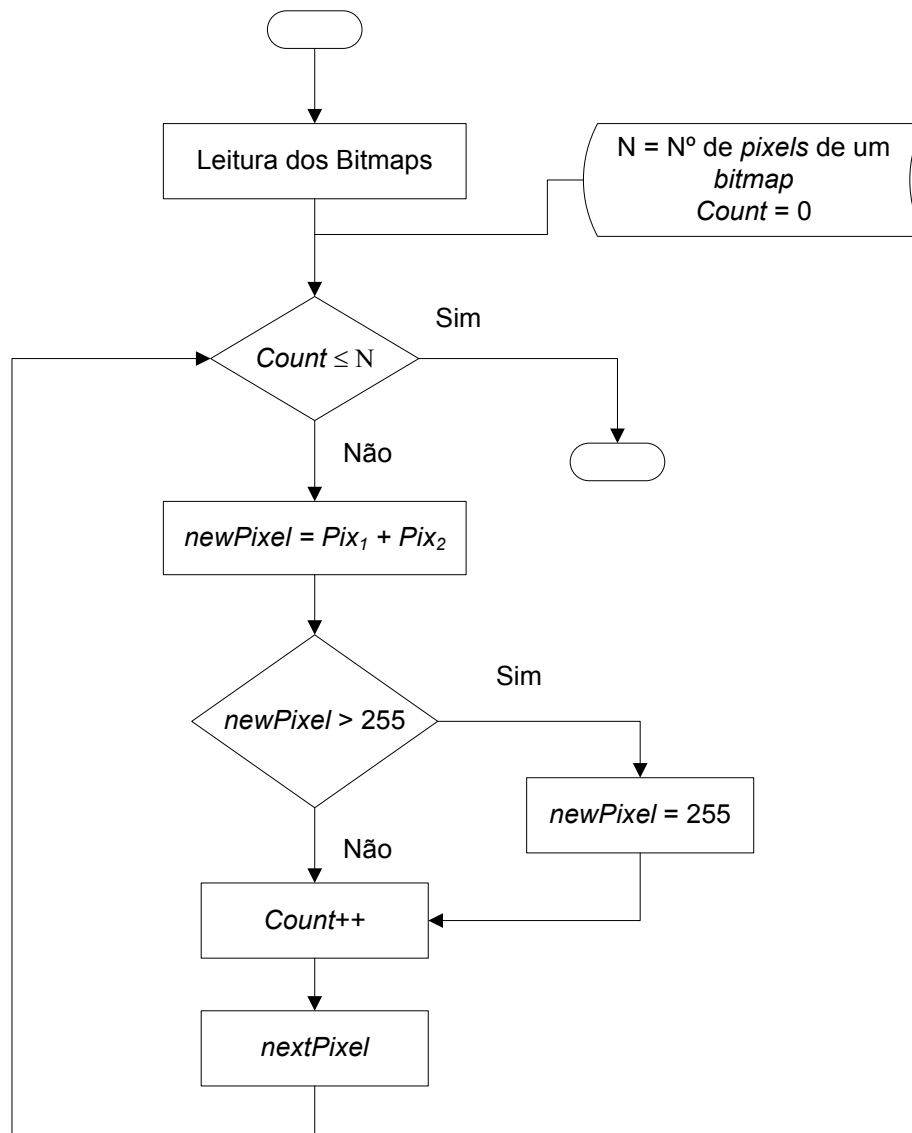 Leitura dos Bitmaps
N = Nº de pixels de um
bitmap
Count = 0
Count ≤ N
Sim
Não
newPixel = Pix₁ + Pix₂
newPixel > 255
Sim
newPixel = 255
Não
Count++
nextPixel